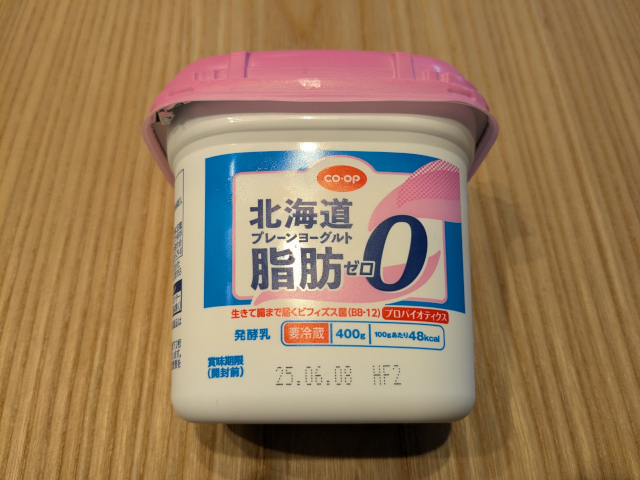 co-op
北海道
プレーンヨーグルト
脂肪ゼロ0
生きて腸まで届くビフィズス菌(BB-12) プロバイオティクス
発酵乳 要冷蔵 400g 100gあたり48kcal
賞味期限
(開封前)
25.06.08 HF2